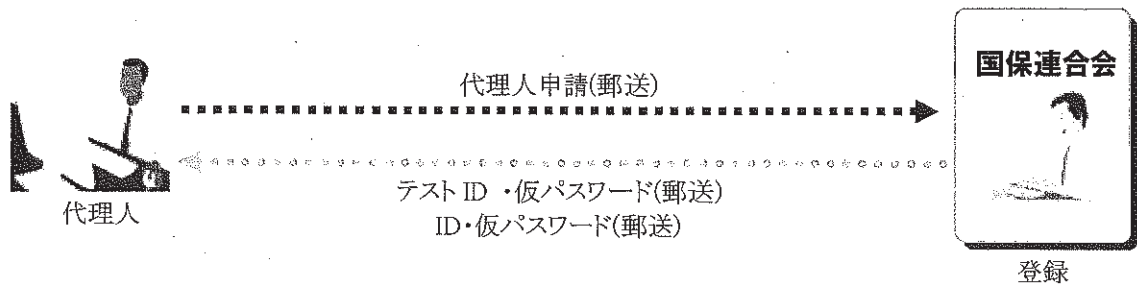 国保連合会
代理人申請(郵送)
テストID ・仮パスワード(郵送)
ID・仮パスワード(郵送)
代理人
登録